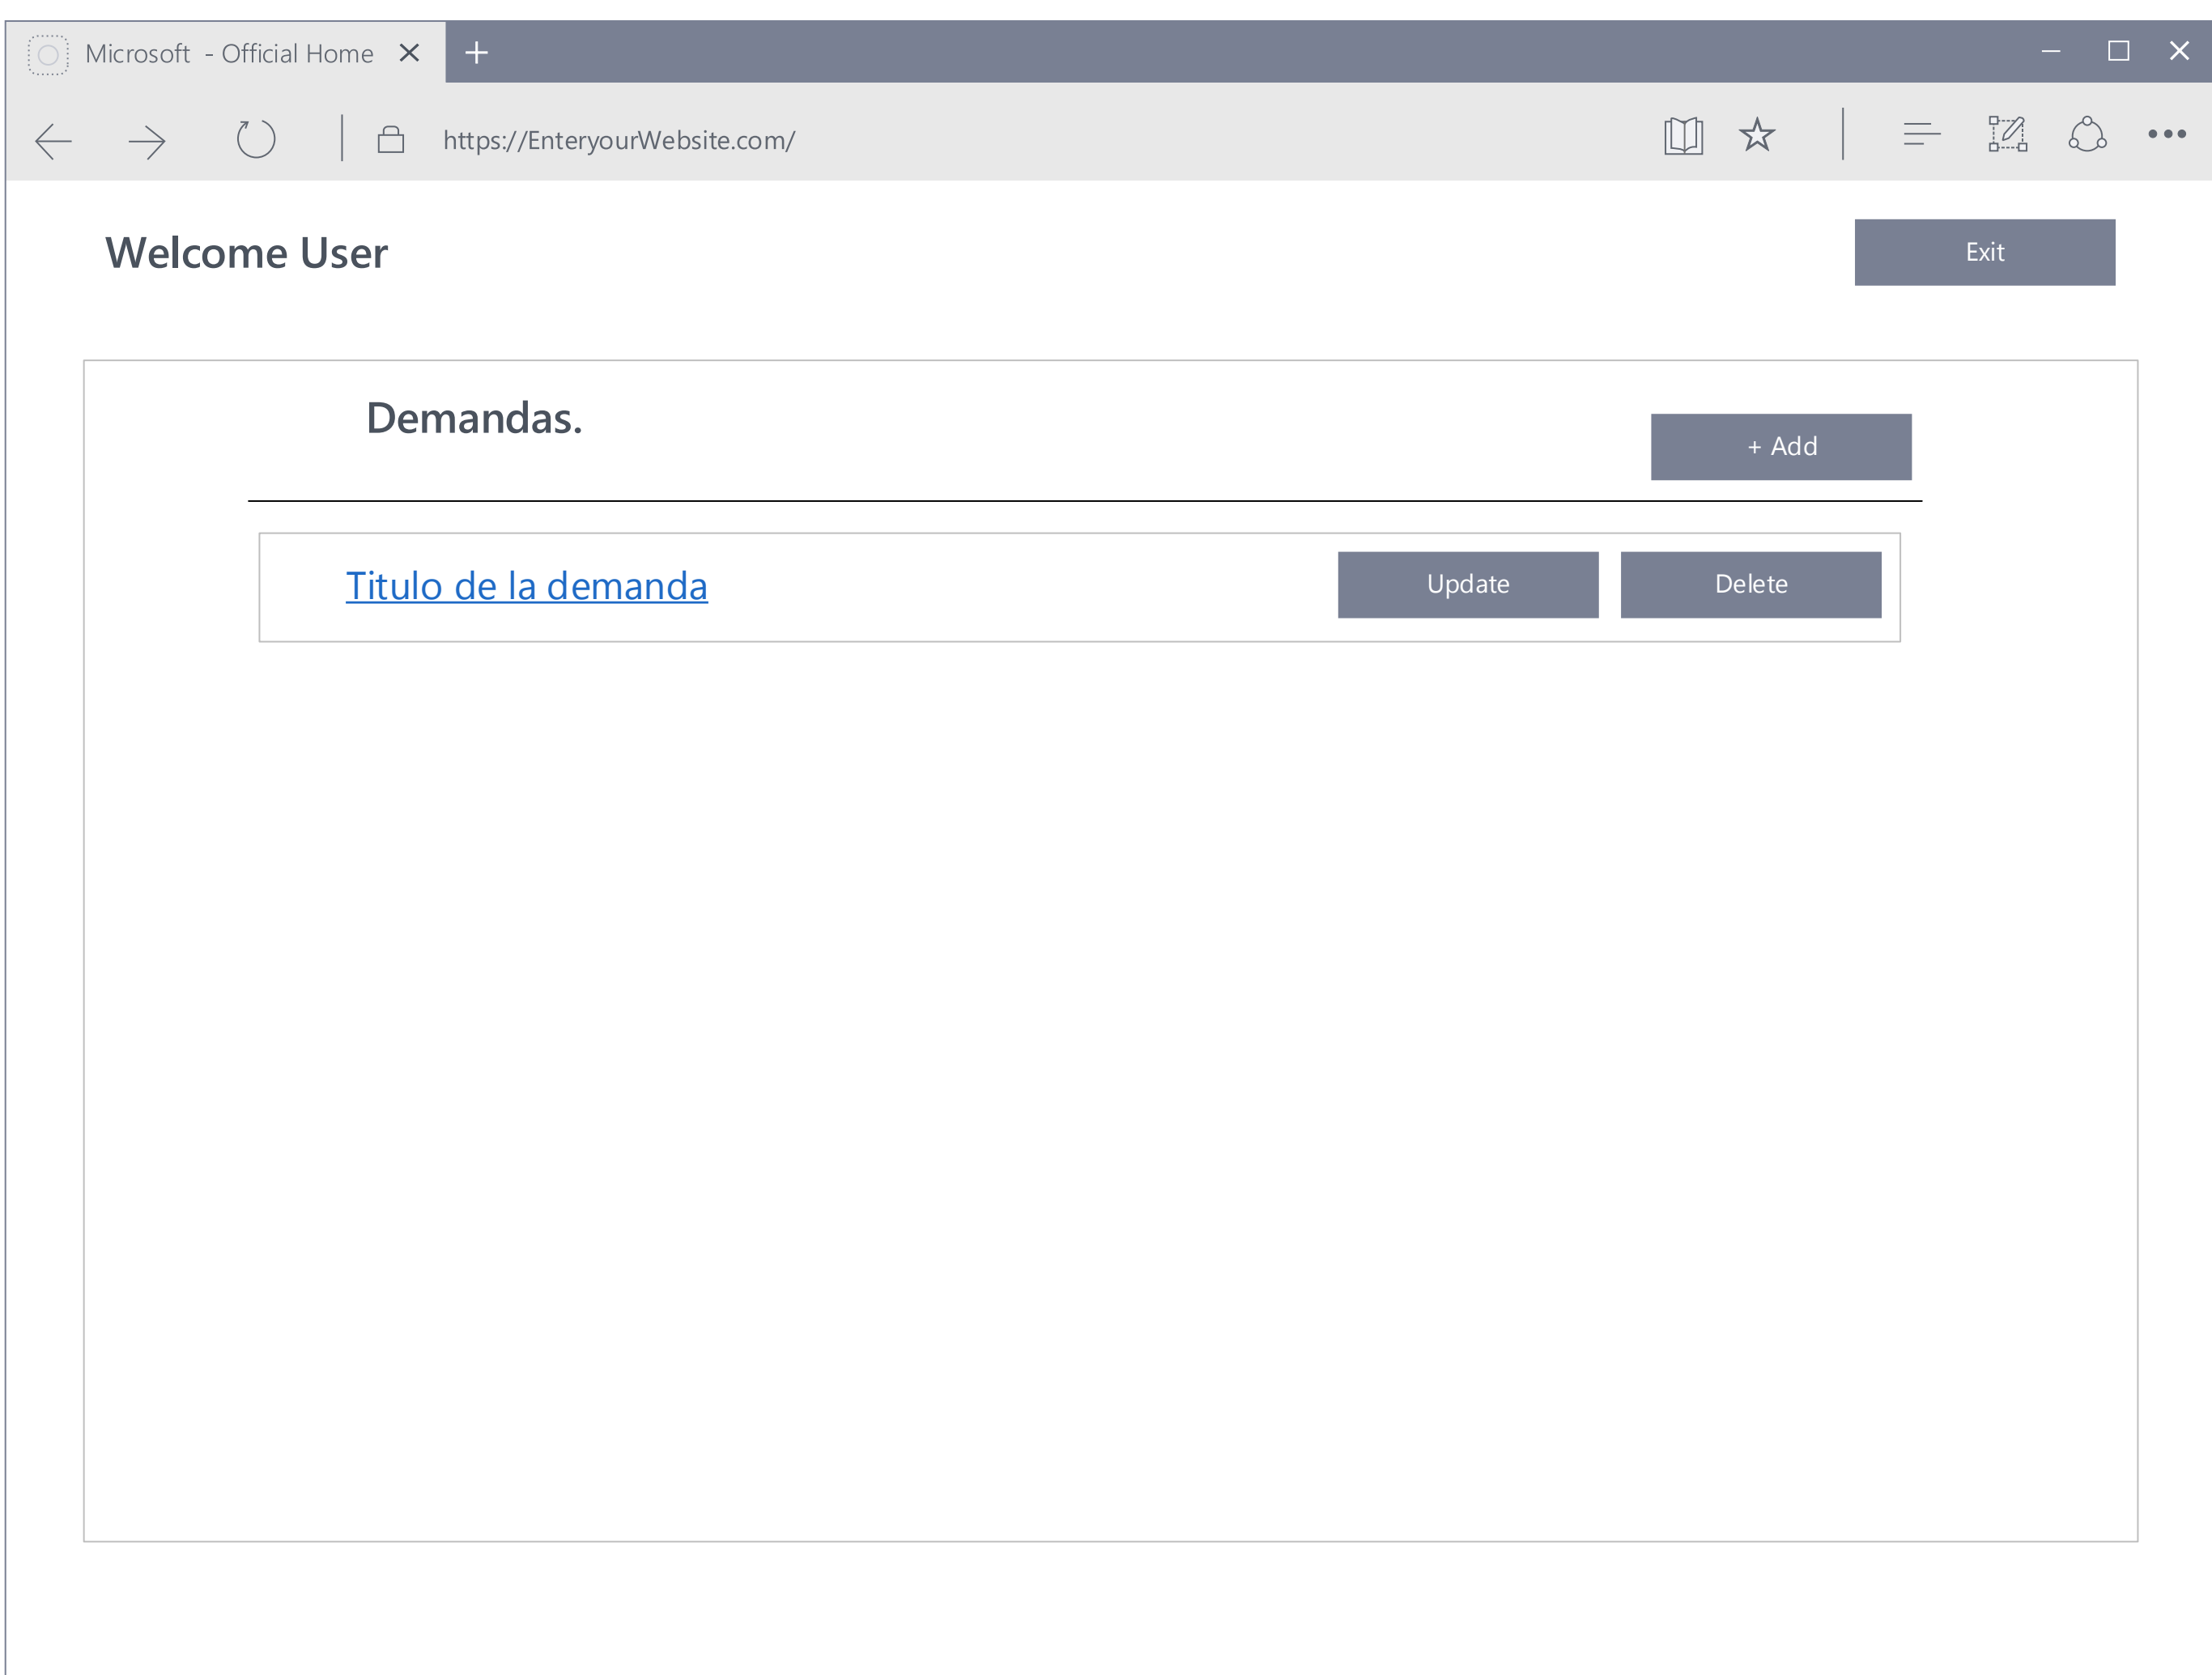 Microsoft - Official Home
https://EnteryourWebsite.com/
Welcome User
Exit
Demandas.
+ Add
Titulo de la demanda
Update
Delete